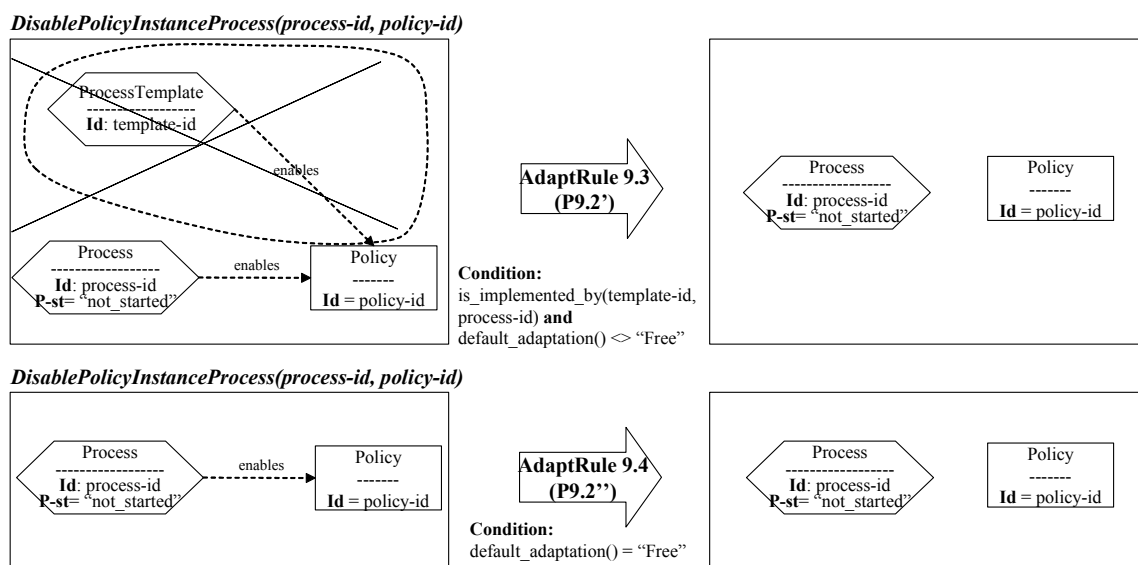 DisablePolicyInstanceProcess(process-id, policy-id)
ProcessTemplate
-------------------
Id: template-id
enables
Process
-------------------
Id: process-id
P-st= “not_started”
enables
Policy
-------
Id = policy-id
AdaptRule 9.3
(P9.2’)
Condition:
is_implemented_by(template-id,
process-id) and
default_adaptation() <> “Free”
Process
-------------------
Id: process-id
P-st= “not_started”
Policy
-------
Id = policy-id
DisablePolicyInstanceProcess(process-id, policy-id)
Process
-------------------
Id: process-id
P-st= “not_started”
enables
Policy
-------
Id = policy-id
AdaptRule 9.4
(P9.2’’)
Condition:
default_adaptation() = “Free”
Process
-------------------
Id: process-id
P-st= “not_started”
Policy
-------
Id = policy-id